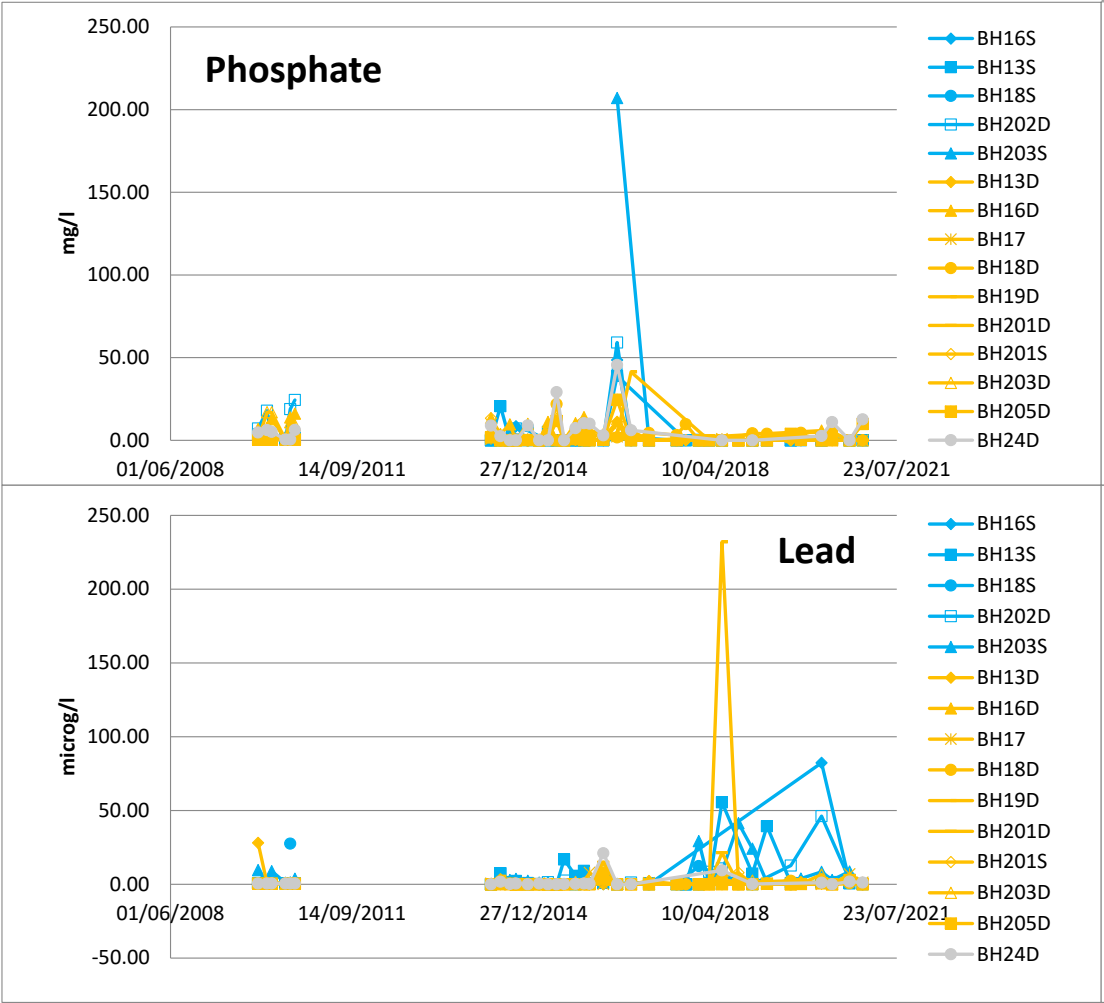 250.00
Phosphate
200.00
150.00
mg/l
100.00
50.00
0.00
01/06/2008 14/09/2011 27/12/2014 10/04/2018 23/07/2021
BH16S
BH13S
BH18S
BH202D
BH203S
BH13D
BH16D
BH17
BH18D
BH19D
BH201D
BH201S
BH203D
BH205D
BH24D
250.00
Lead
200.00
150.00
microg/l
100.00
50.00
0.00
01/06/2008 14/09/2011 27/12/2014 10/04/2018 23/07/2021
-50.00
BH16S
BH13S
BH18S
BH202D
BH203S
BH13D
BH16D
BH17
BH18D
BH19D
BH201D
BH201S
BH203D
BH205D
BH24D